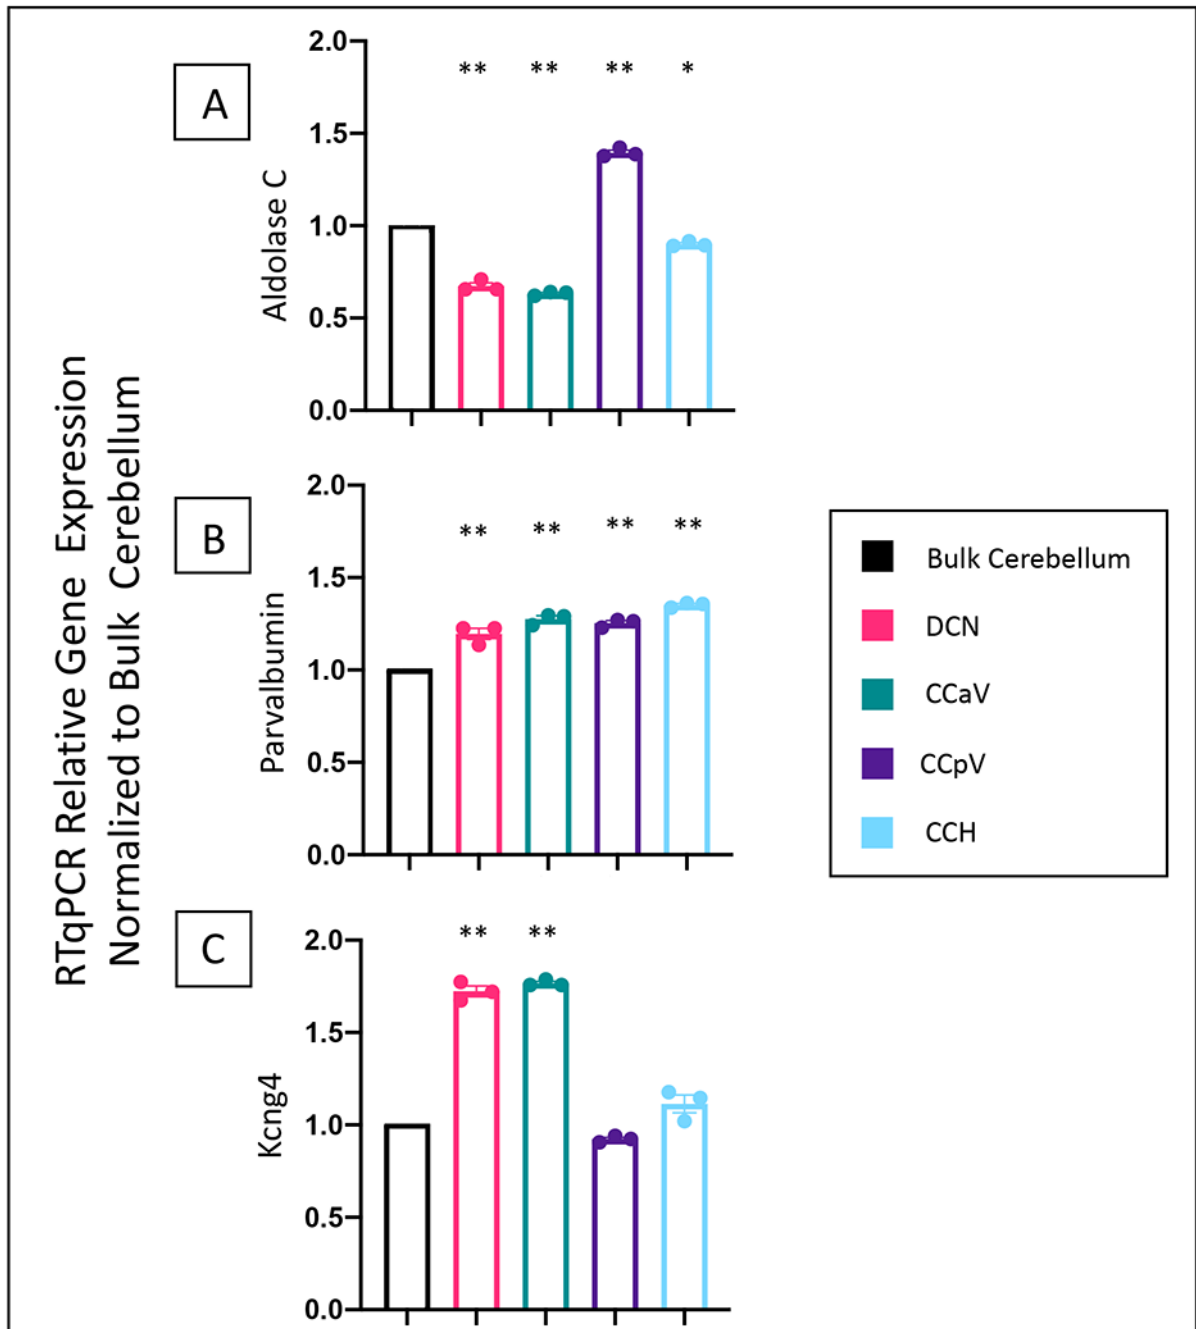 RTqPCR Relative Gene Expression
Normalized to Bulk Cerebellum
A
Aldolase C
2.0
1.5
1.0
0.5
0.0
** ** ** *
B
Parvalbumin
2.0
1.5
1.0
0.5
0.0
** ** ** **
C
Kcng4
2.0
1.5
1.0
0.5
0.0
** **
Bulk Cerebellum
DCN
CCaV
CCpV
CCH